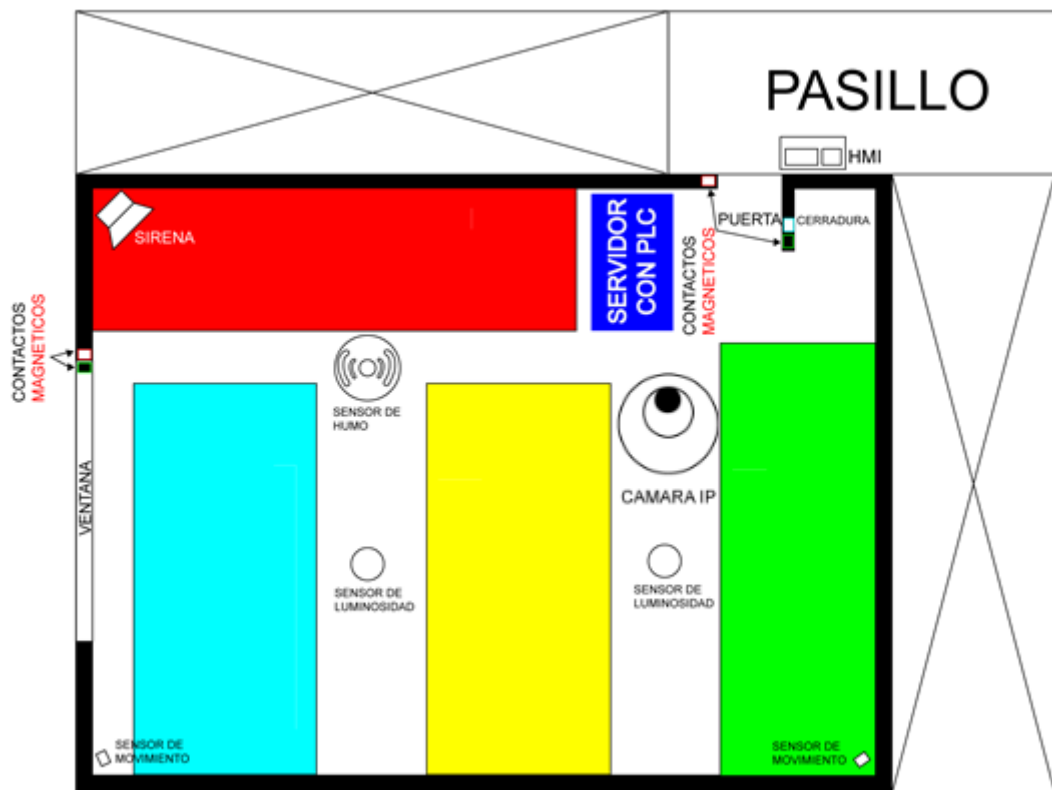 PASILLO
HMI
PUERTA
CERRADURA
SIRENA
SERVIDOR
CON PLC
CONTACTOS
MAGNETICOS
CONTACTOS
MAGNETICOS
SENSOR DE
HUMO
CAMARA IP
VENTANA
SENSOR DE
LUMINOSIDAD
SENSOR DE
LUMINOSIDAD
SENSOR DE
MOVIMIENTO
SENSOR DE
MOVIMIENTO